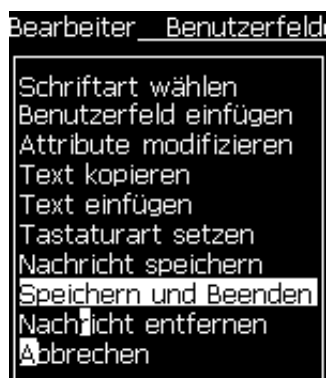 Bearbeiter Benutzerfeld
Schriftart wählen
Benutzerfeld einfügen
Attribute modifizieren
Text kopieren
Text einfügen
Tastaturart setzen
Nachricht speichern
Speichern und Beenden
Nachricht entfernen
Abbrechen